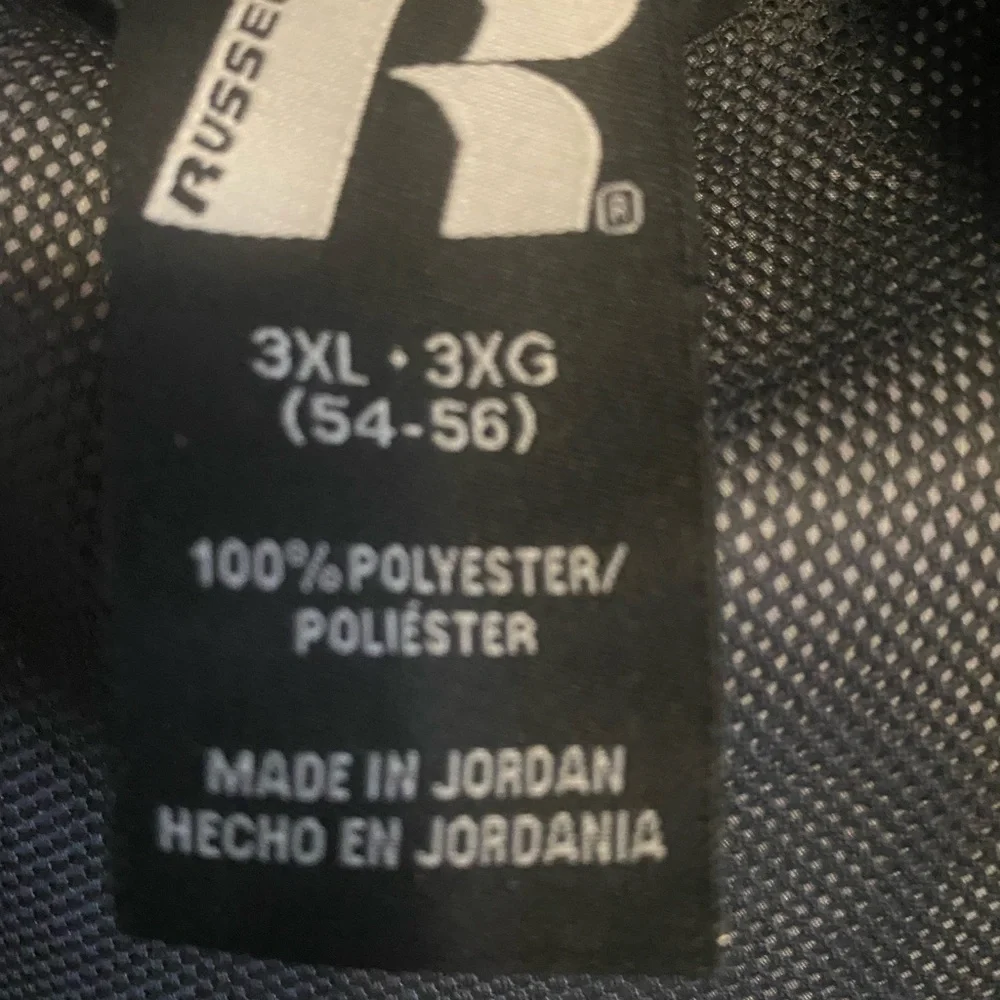 R
RUSSE
®
3XL • 3XG
(54-56)
100% POLYESTER/
POLIÉSTER
MADE IN JORDAN
HECHO EN JORDANIA